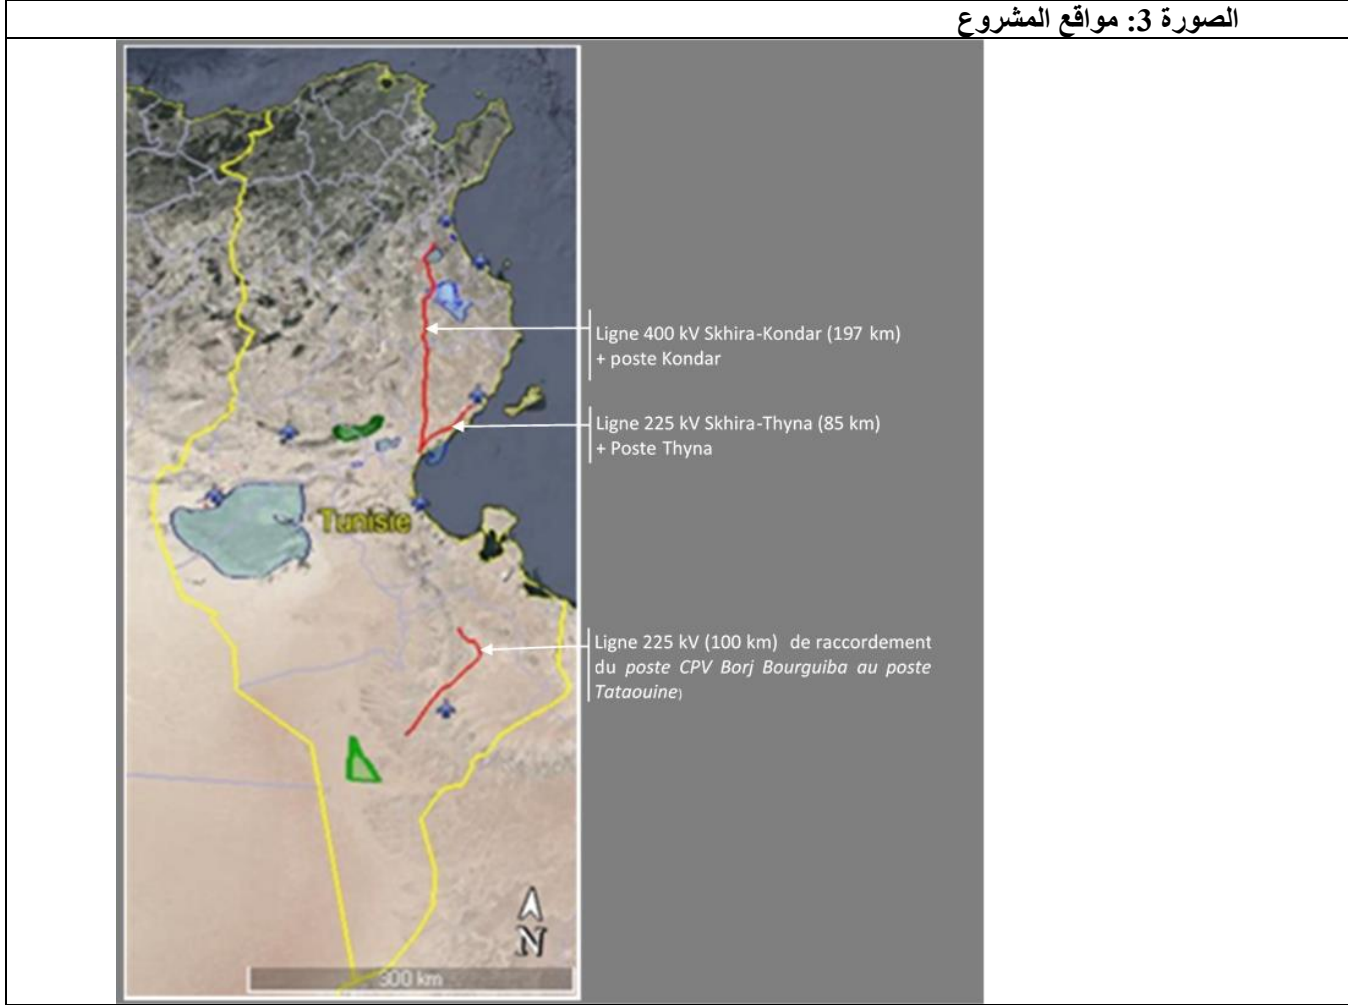 الصورة 3: مواقع المشروع
Ligne 400 kV Skhira-Kondar (197 km)
+ poste Kondar
Ligne 225 kV Skhira-Thyna (85 km)
+ Poste Thyna
Tunisie
Ligne 225 kV (100 km) de raccordement
du poste CPV Borj Bourguiba au poste
Tataouine)
N
300 km